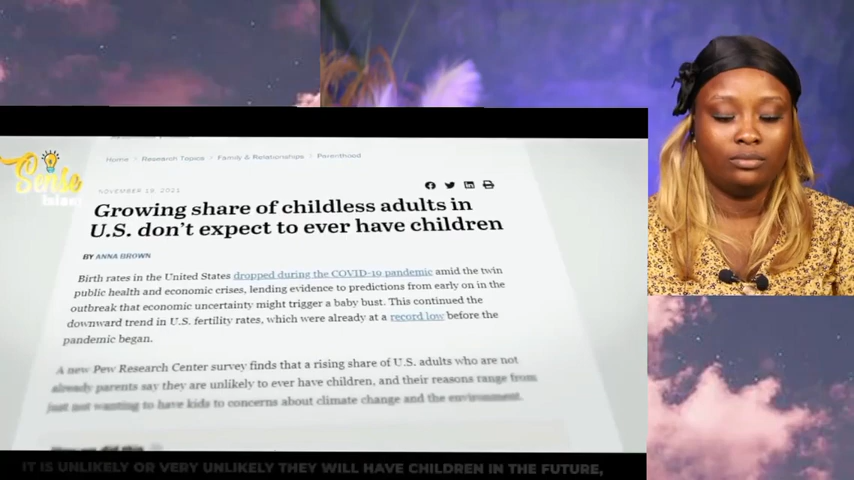 Sense
Home > Research Topics > Family & Relationships > Parenthood
NOVEMBER 19, 2021
Growing share of childless adults in
U.S. don't expect to ever have children
BY ANNA BROWN
Birth rates in the United States dropped during the COVID-19 pandemic amid the twin
public health and economic crises, lending evidence to predictions from early on in the
outbreak that economic uncertainty might trigger a baby bust. This continued the
downward trend in U.S. fertility rates, which were already at a record low before the
pandemic began.
A new Pew Research Center survey finds that a rising share of U.S. adults who are not
already parents say they are unlikely to ever have children, and their reasons range from
just not wanting to have kids to concerns about climate change and the environment.
IT IS UNLIKELY OR VERY UNLIKELY THEY WILL HAVE CHILDREN IN THE FUTURE,